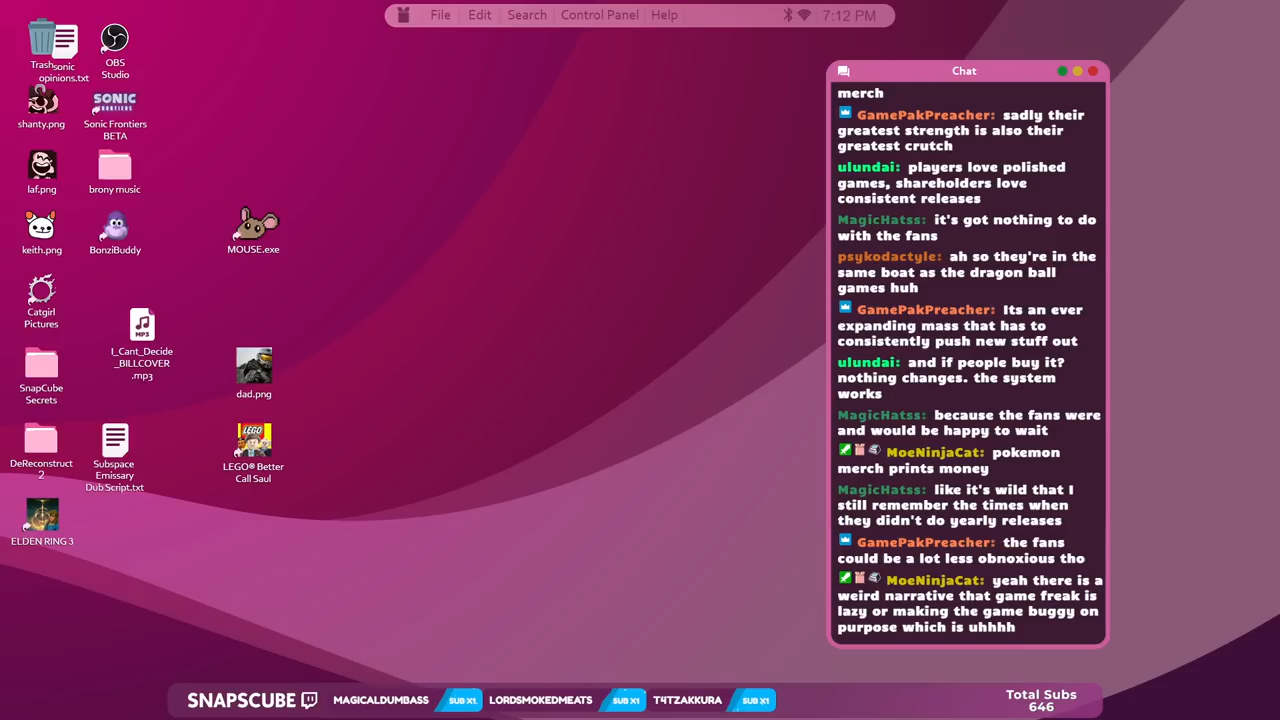 File Edit Search Control Panel Help 7:12 PM
Trash
sonic
opinions.txt
OBS
Studio
shanty.png
SONIC
FRONTIERS
Sonic Frontiers
BETA
laf.png
brony music
keith.png
BonziBuddy
MOUSE.exe
Catgirl
Pictures
MP3
I_Cant_Decide
_BILLCOVER
.mp3
SnapCube
Secrets
dad.png
DeReconstruct
2
Subspace
Emissary
Dub Script.txt
LEGO
LEGO® Better
Call Saul
ELDEN RING 3
Chat
merch
GamePakPreacher: sadly their
greatest strength is also their
greatest crutch
ulundai: players love polished
games, shareholders love
consistent releases
MagicHatss: it's got nothing to do
with the fans
psykodactyle: ah so they're in the
same boat as the dragon ball
games huh
GamePakPreacher: Its an ever
expanding mass that has to
consistently push new stuff out
ulundai: and if people buy it?
nothing changes. the system
works
MagicHatss: because the fans were
and would be happy to wait
MoeNinjaCat: pokemon
merch prints money
MagicHatss: like it's wild that I
still remember the times when
they didn't do yearly releases
GamePakPreacher: the fans
could be a lot less obnoxious tho
MoeNinjaCat: yeah there is a
weird narrative that game freak is
lazy or making the game buggy on
purpose which is uhhhh
SNAPSCUBE MAGICALDUMBASS SUB X1 LORDSMOKEDMEATS SUB X1 T4TZAKKURA SUB X1
Total Subs
646